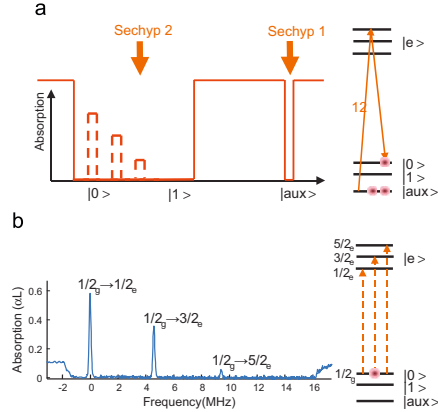 a
Sechyp 2
Sechyp 1
|e>
Absorption
12
|0>
|1>
|aux>
|0 >
|1 >
|aux>
b
5/2e
3/2e
1/2e
|e>
1/2g→1/2e
1/2g→3/2e
1/2g→5/2e
Absorption (αL)
0.6
0.4
0.2
0
-2
0
2
4
6
8
10
12
14
16
Frequency(MHz)
1/2g
|0>
|1>
|aux>